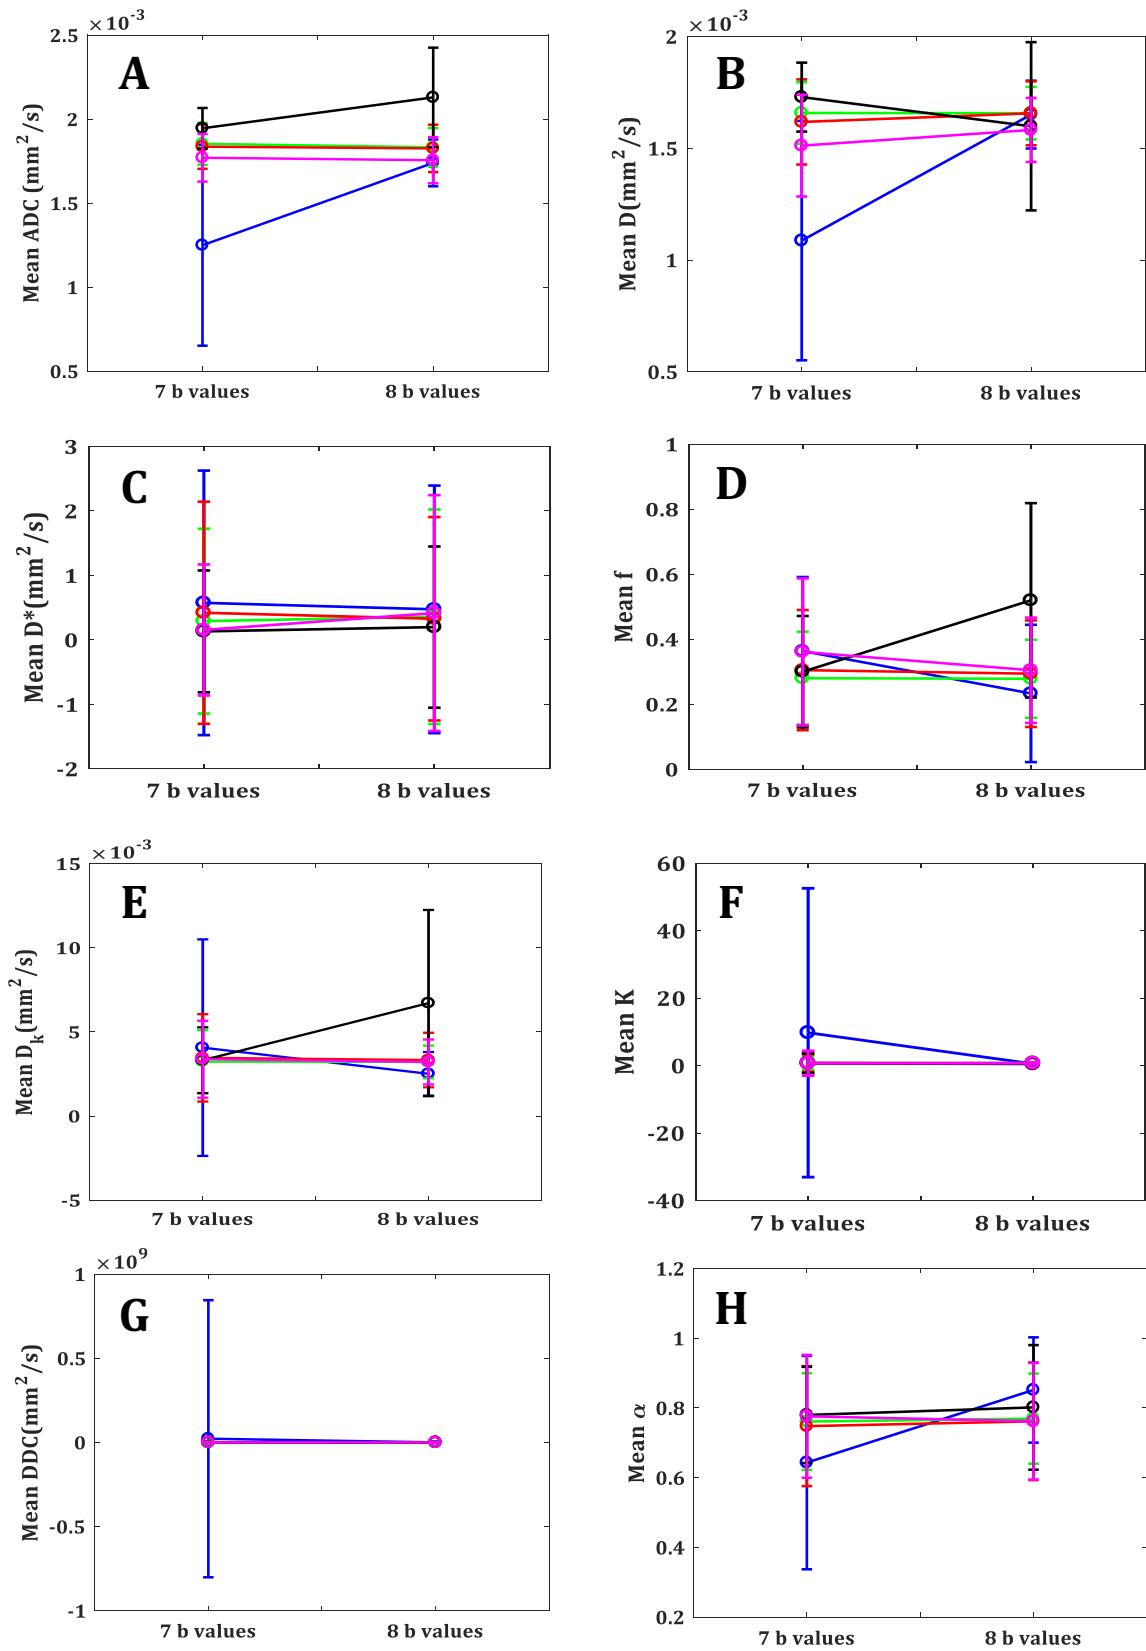 ×10⁻³
A
Mean ADC (mm²/s)
2.5
2
1.5
1
0.5
7 b values
8 b values
×10⁻³
B
Mean D(mm²/s)
2
1.5
1
0.5
7 b values
8 b values
C
Mean D*(mm²/s)
3
2
1
0
-1
-2
7 b values
8 b values
D
Mean f
1
0.8
0.6
0.4
0.2
0
7 b values
8 b values
×10⁻³
E
Mean Dₖ(mm²/s)
15
10
5
0
-5
7 b values
8 b values
F
Mean K
60
40
20
0
-20
-40
7 b values
8 b values
×10⁹
G
Mean DDC(mm²/s)
1
0.5
0
-0.5
-1
7 b values
8 b values
H
Mean α
1.2
1
0.8
0.6
0.4
0.2
7 b values
8 b values